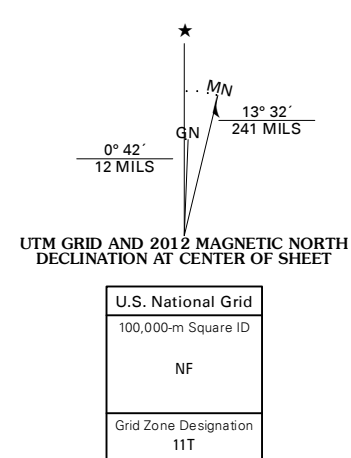 ★
MN
13° 32´
241 MILS
GN
0° 42´
12 MILS
UTM GRID AND 2012 MAGNETIC NORTH
DECLINATION AT CENTER OF SHEET
U.S. National Grid
100,000-m Square ID
NF
Grid Zone Designation
11T